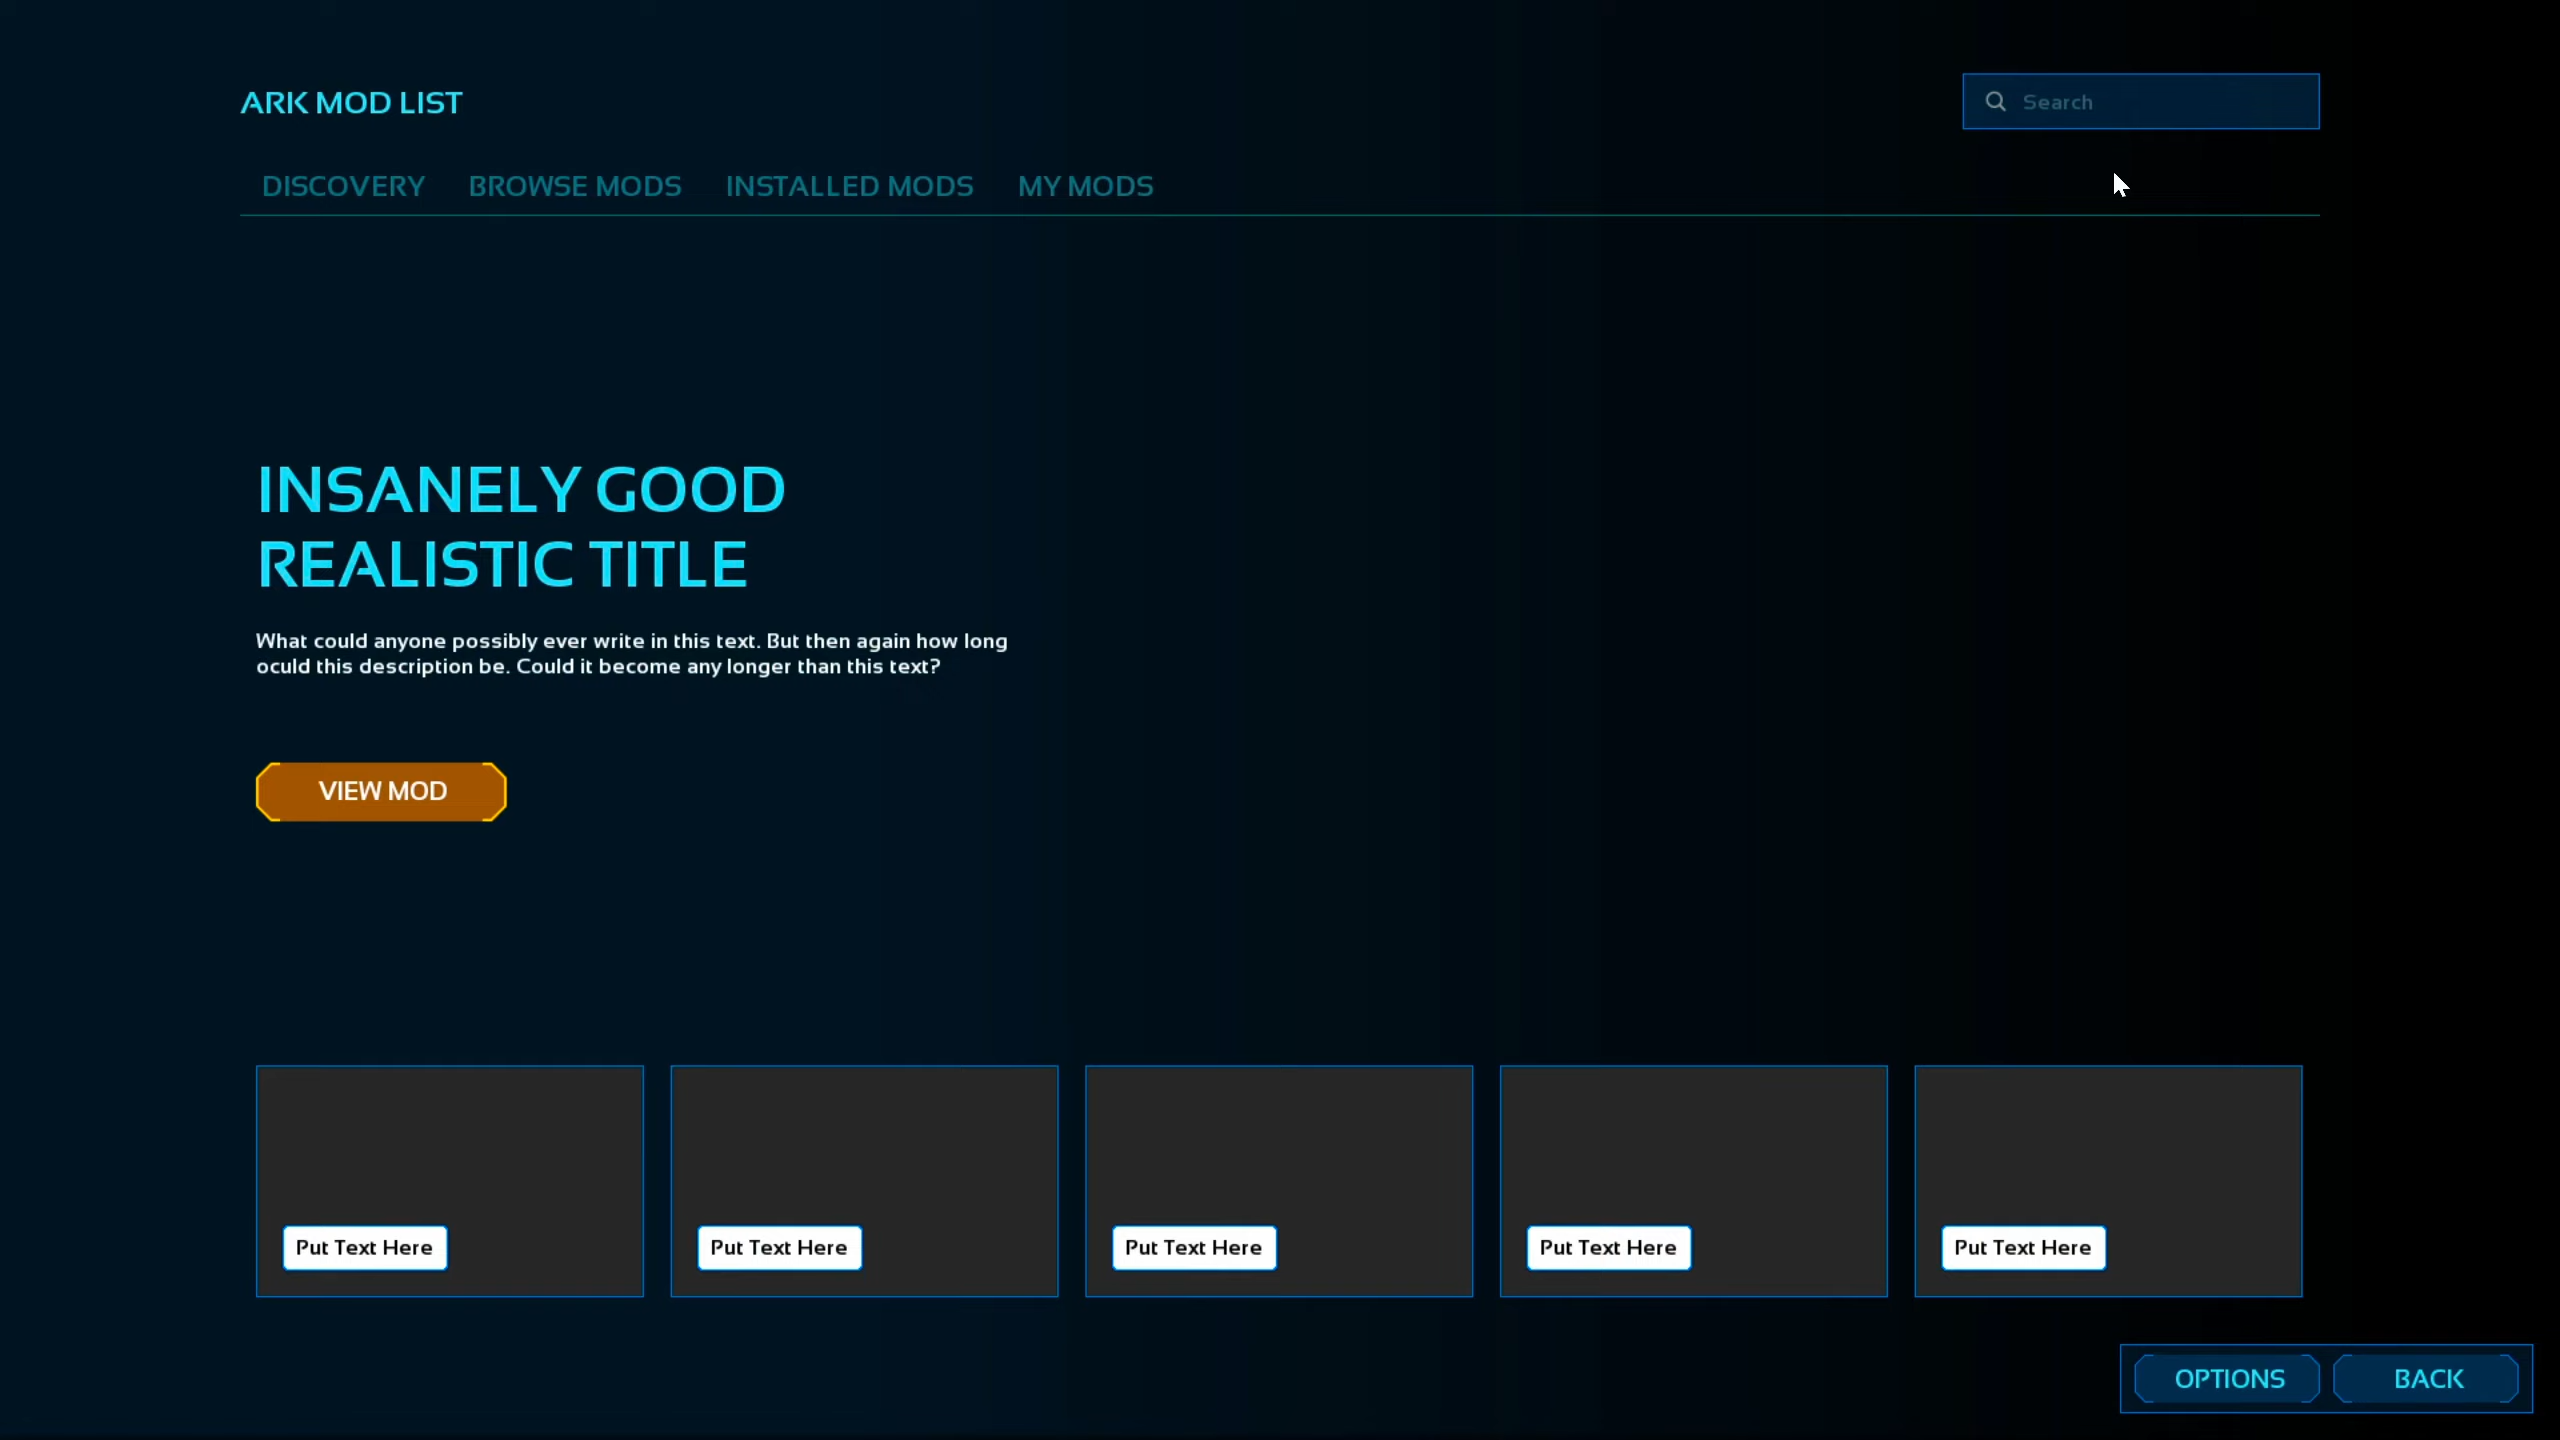 ARK MOD LIST
Search
DISCOVERY BROWSE MODS INSTALLED MODS MY MODS
INSANELY GOOD
REALISTIC TITLE
What could anyone possibly ever write in this text. But then again how long
oculd this description be. Could it become any longer than this text?
VIEW MOD
Put Text Here
Put Text Here
Put Text Here
Put Text Here
Put Text Here
OPTIONS
BACK